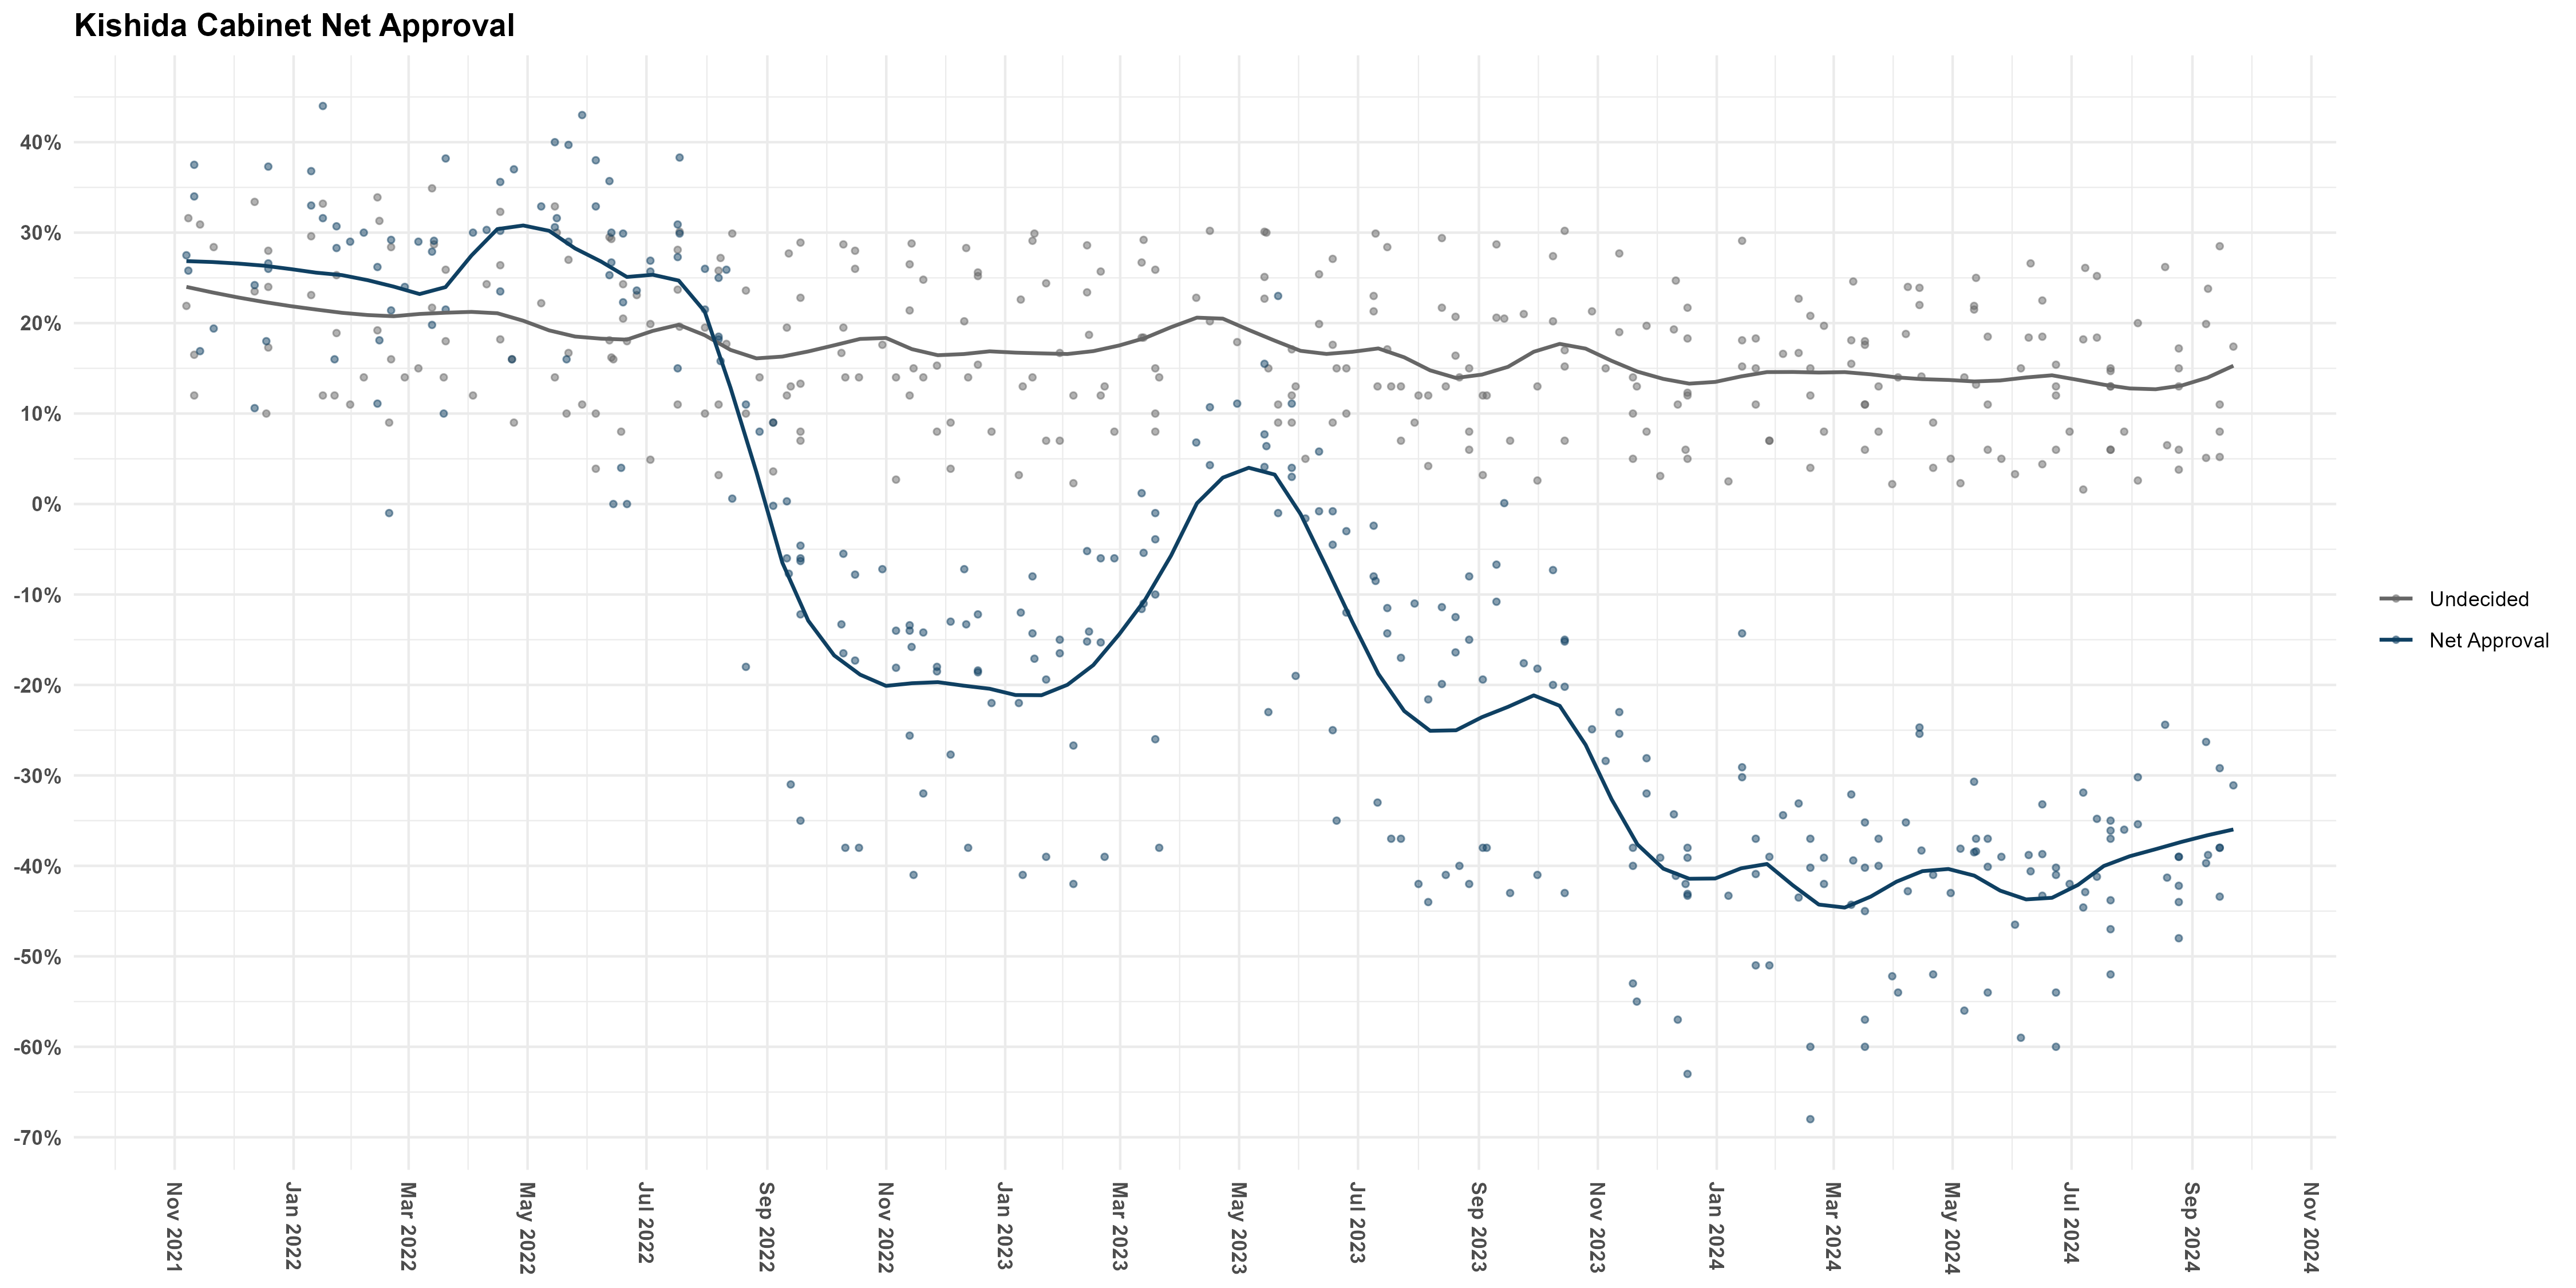 Kishida Cabinet Net Approval
40%
30%
20%
10%
0%
-10%
-20%
-30%
-40%
-50%
-60%
-70%
Nov 2021
Jan 2022
Mar 2022
May 2022
Jul 2022
Sep 2022
Nov 2022
Jan 2023
Mar 2023
May 2023
Jul 2023
Sep 2023
Nov 2023
Jan 2024
Mar 2024
May 2024
Jul 2024
Sep 2024
Nov 2024
Undecided
Net Approval